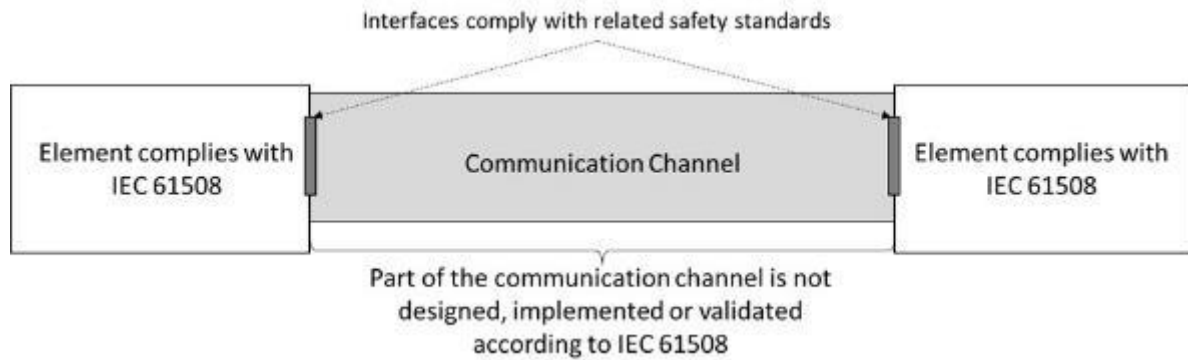 Interfaces comply with related safety standards
Element complies with
IEC 61508
Communication Channel
Element complies with
IEC 61508
Part of the communication channel is not
designed, implemented or validated
according to IEC 61508